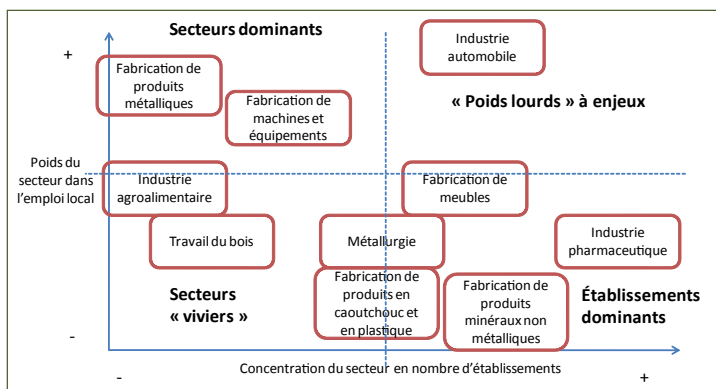 Secteurs dominants
Industrie
automobile
+
Fabrication de
produits
métalliques
Fabrication de
machines et
équipements
« Poids lourds » à enjeux
Poids du
secteur dans
l'emploi local
Industrie
agroalimentaire
Fabrication de
meubles
Travail du bois
Métallurgie
Industrie
pharmaceutique
Secteurs
« viviers »
Fabrication de
produits en
caoutchouc et
en plastique
Fabrication de
produits
minéraux non
métalliques
Établissements
dominants
-
Concentration du secteur en nombre d'établissements
-
+